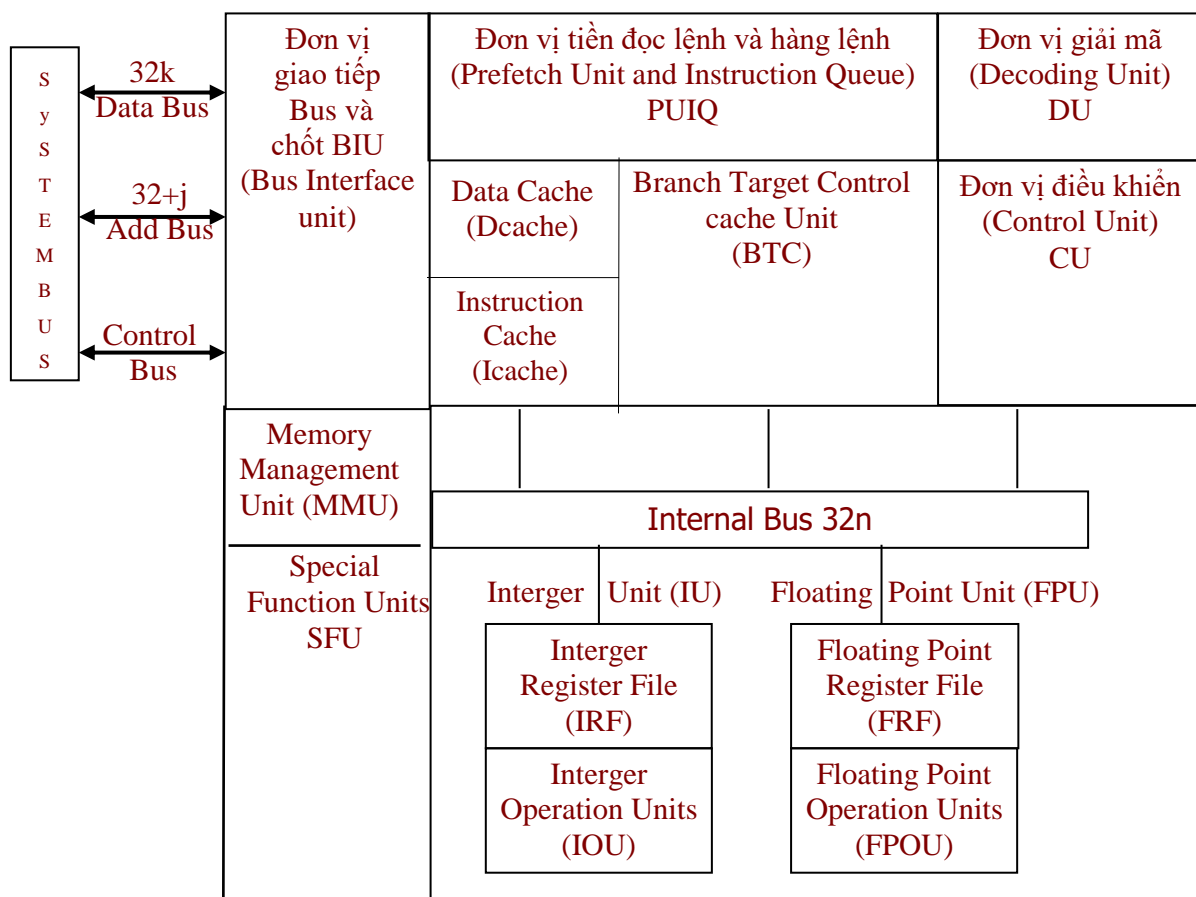 S
y
S
T
E
M
B
U
S
32k
Data Bus
32+j
Add Bus
Control
Bus
Đơn vị
giao tiếp
Bus và
chốt BIU
(Bus Interface
unit)
Đơn vị tiền đọc lệnh và hàng lệnh
(Prefetch Unit and Instruction Queue)
PUIQ
Đơn vị giải mã
(Decoding Unit)
DU
Data Cache
(Dcache)
Branch Target Control
cache Unit
(BTC)
Đơn vị điều khiển
(Control Unit)
CU
Instruction
Cache
(Icache)
Memory
Management
Unit (MMU)
Internal Bus 32n
Special
Function Units
SFU
Interger Unit (IU)
Floating Point Unit (FPU)
Interger
Register File
(IRF)
Floating Point
Register File
(FRF)
Interger
Operation Units
(IOU)
Floating Point
Operation Units
(FPOU)